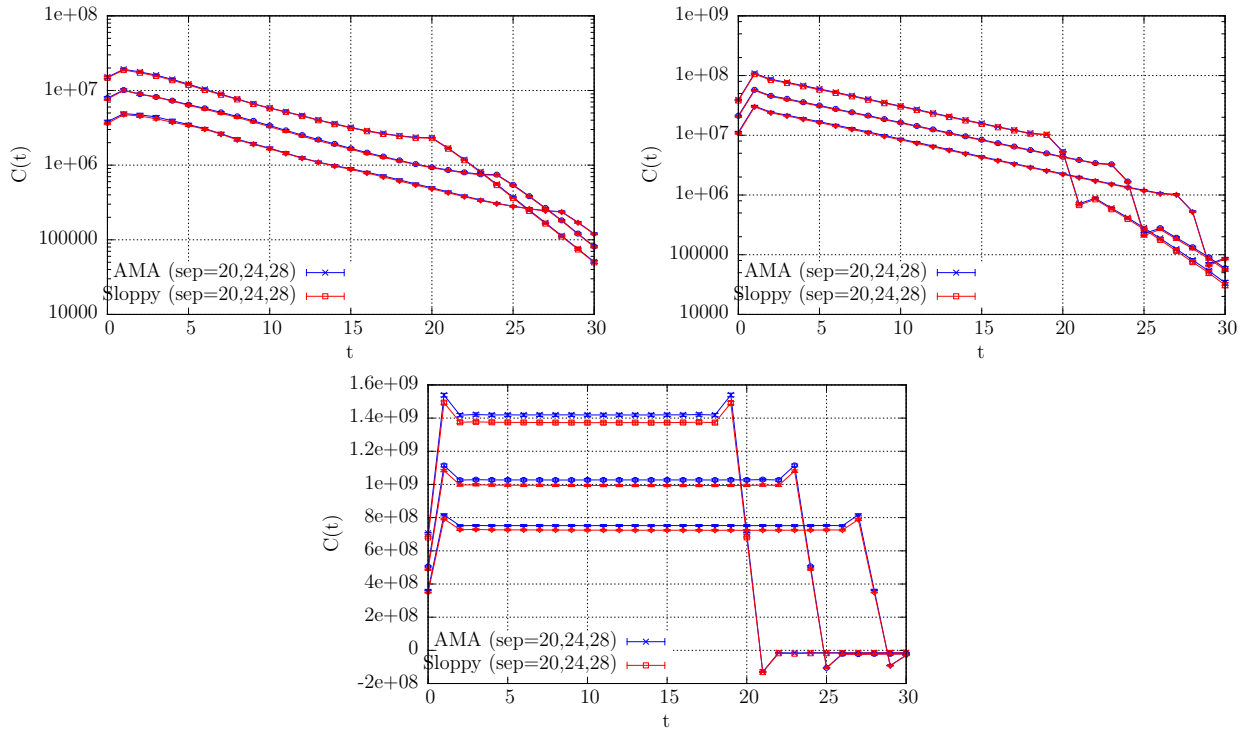 1e+08
1e+07
1e+06
100000
10000
C(t)
AMA (sep=20,24,28)
Sloppy (sep=20,24,28)
0 5 10 15 20 25 30
t
1e+09
1e+08
1e+07
1e+06
100000
10000
C(t)
AMA (sep=20,24,28)
Sloppy (sep=20,24,28)
0 5 10 15 20 25 30
t
1.6e+09
1.4e+09
1.2e+09
1e+09
8e+08
6e+08
4e+08
2e+08
0
-2e+08
C(t)
AMA (sep=20,24,28)
Sloppy (sep=20,24,28)
0 5 10 15 20 25 30
t